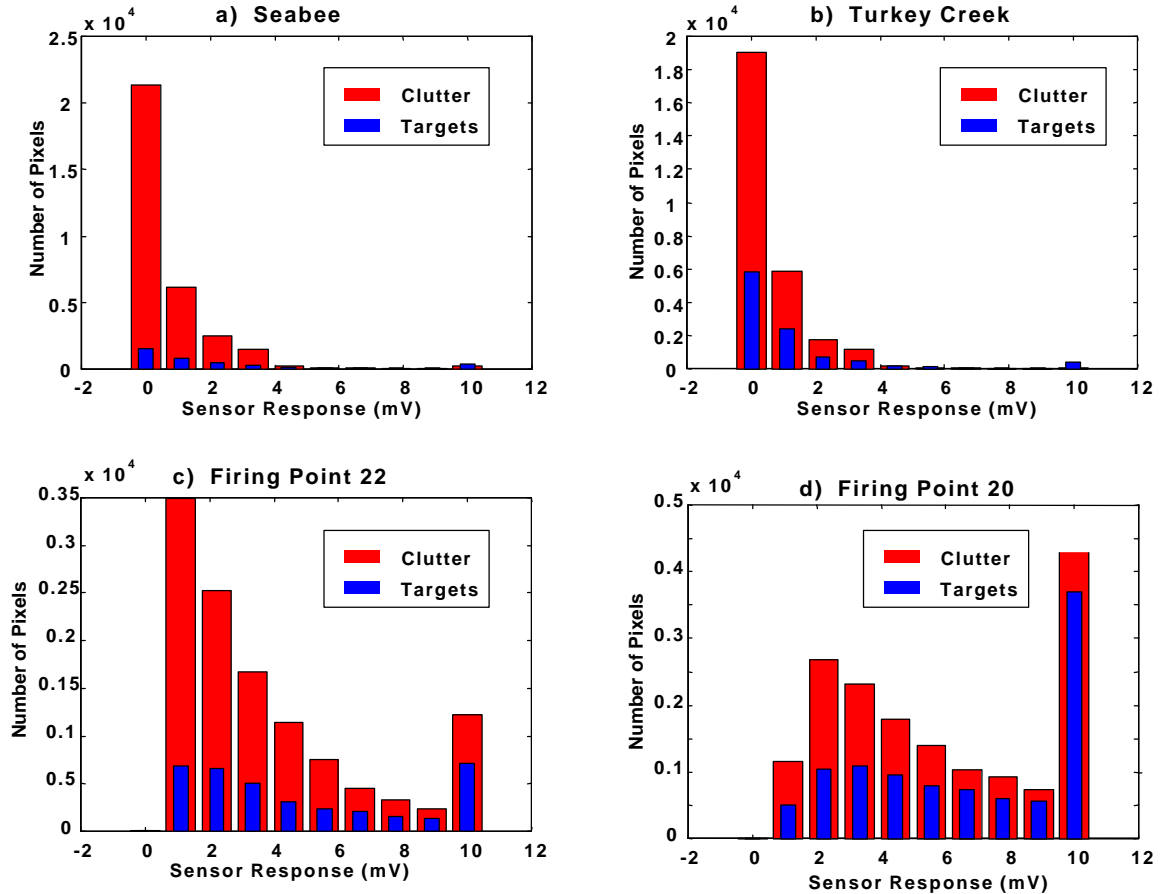 a) Seabee
x 10^4
2.5
2
1.5
1
0.5
0
-2 0 2 4 6 8 10 12
Number of Pixels
Sensor Response (mV)
Clutter
Targets
b) Turkey Creek
x 10^4
2
1.8
1.6
1.4
1.2
1
0.8
0.6
0.4
0.2
0
-2 0 2 4 6 8 10 12
Number of Pixels
Sensor Response (mV)
Clutter
Targets
c) Firing Point 22
x 10^4
0.35
0.3
0.25
0.2
0.15
0.1
0.5
0
-2 0 2 4 6 8 10 12
Number of Pixels
Sensor Response (mV)
Clutter
Targets
d) Firing Point 20
x 10^4
0.5
0.4
0.3
0.2
0.1
0
-2 0 2 4 6 8 10 12
Number of Pixels
Sensor Response (mV)
Clutter
Targets